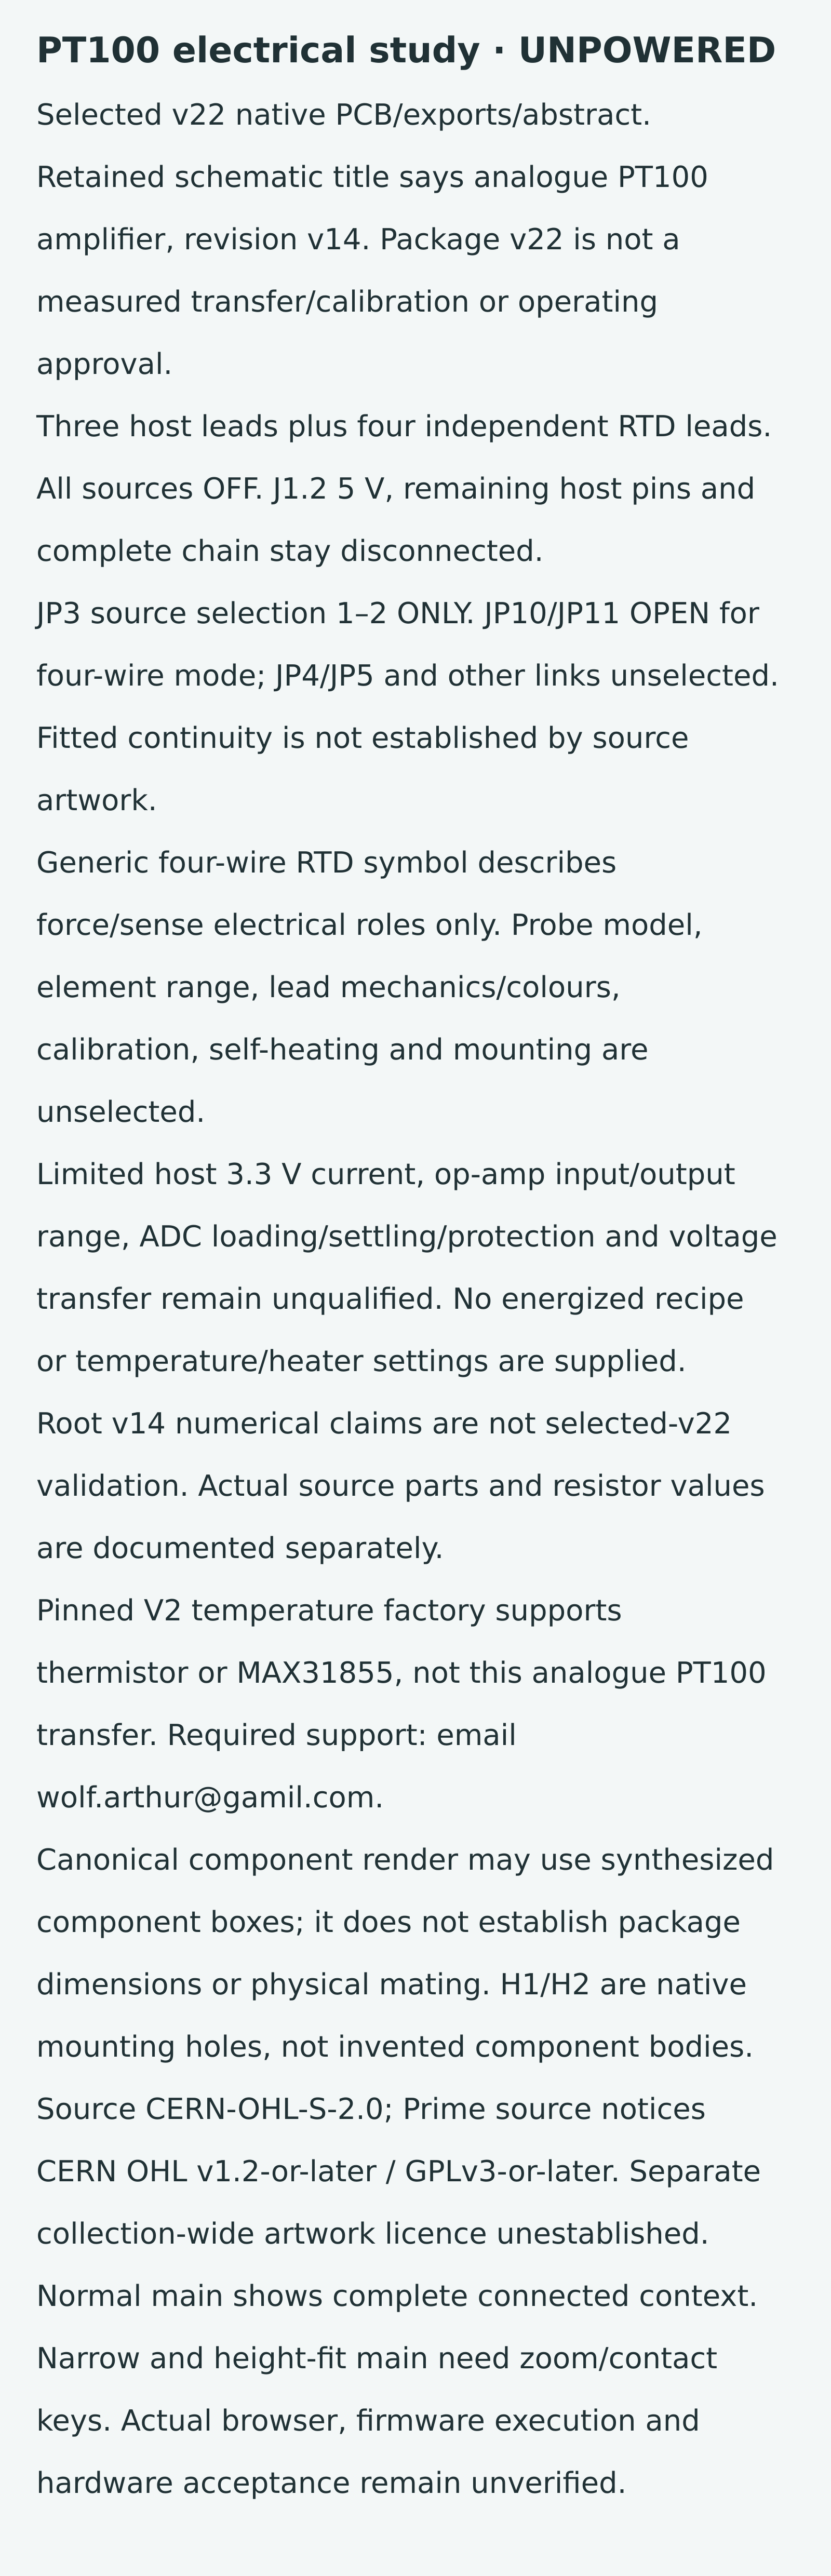 PT100 electrical study · UNPOWERED
Selected v22 native PCB/exports/abstract.
Retained schematic title says analogue PT100
amplifier, revision v14. Package v22 is not a
measured transfer/calibration or operating
approval.
Three host leads plus four independent RTD leads.
All sources OFF. J1.2 5 V, remaining host pins and
complete chain stay disconnected.
JP3 source selection 1–2 ONLY. JP10/JP11 OPEN for
four-wire mode; JP4/JP5 and other links unselected.
Fitted continuity is not established by source
artwork.
Generic four-wire RTD symbol describes
force/sense electrical roles only. Probe model,
element range, lead mechanics/colours,
calibration, self-heating and mounting are
unselected.
Limited host 3.3 V current, op-amp input/output
range, ADC loading/settling/protection and voltage
transfer remain unqualified. No energized recipe
or temperature/heater settings are supplied.
Root v14 numerical claims are not selected-v22
validation. Actual source parts and resistor values
are documented separately.
Pinned V2 temperature factory supports
thermistor or MAX31855, not this analogue PT100
transfer. Required support: email
wolf.arthur@gamil.com.
Canonical component render may use synthesized
component boxes; it does not establish package
dimensions or physical mating. H1/H2 are native
mounting holes, not invented component bodies.
Source CERN-OHL-S-2.0; Prime source notices
CERN OHL v1.2-or-later / GPLv3-or-later. Separate
collection-wide artwork licence unestablished.
Normal main shows complete connected context.
Narrow and height-fit main need zoom/contact
keys. Actual browser, firmware execution and
hardware acceptance remain unverified.